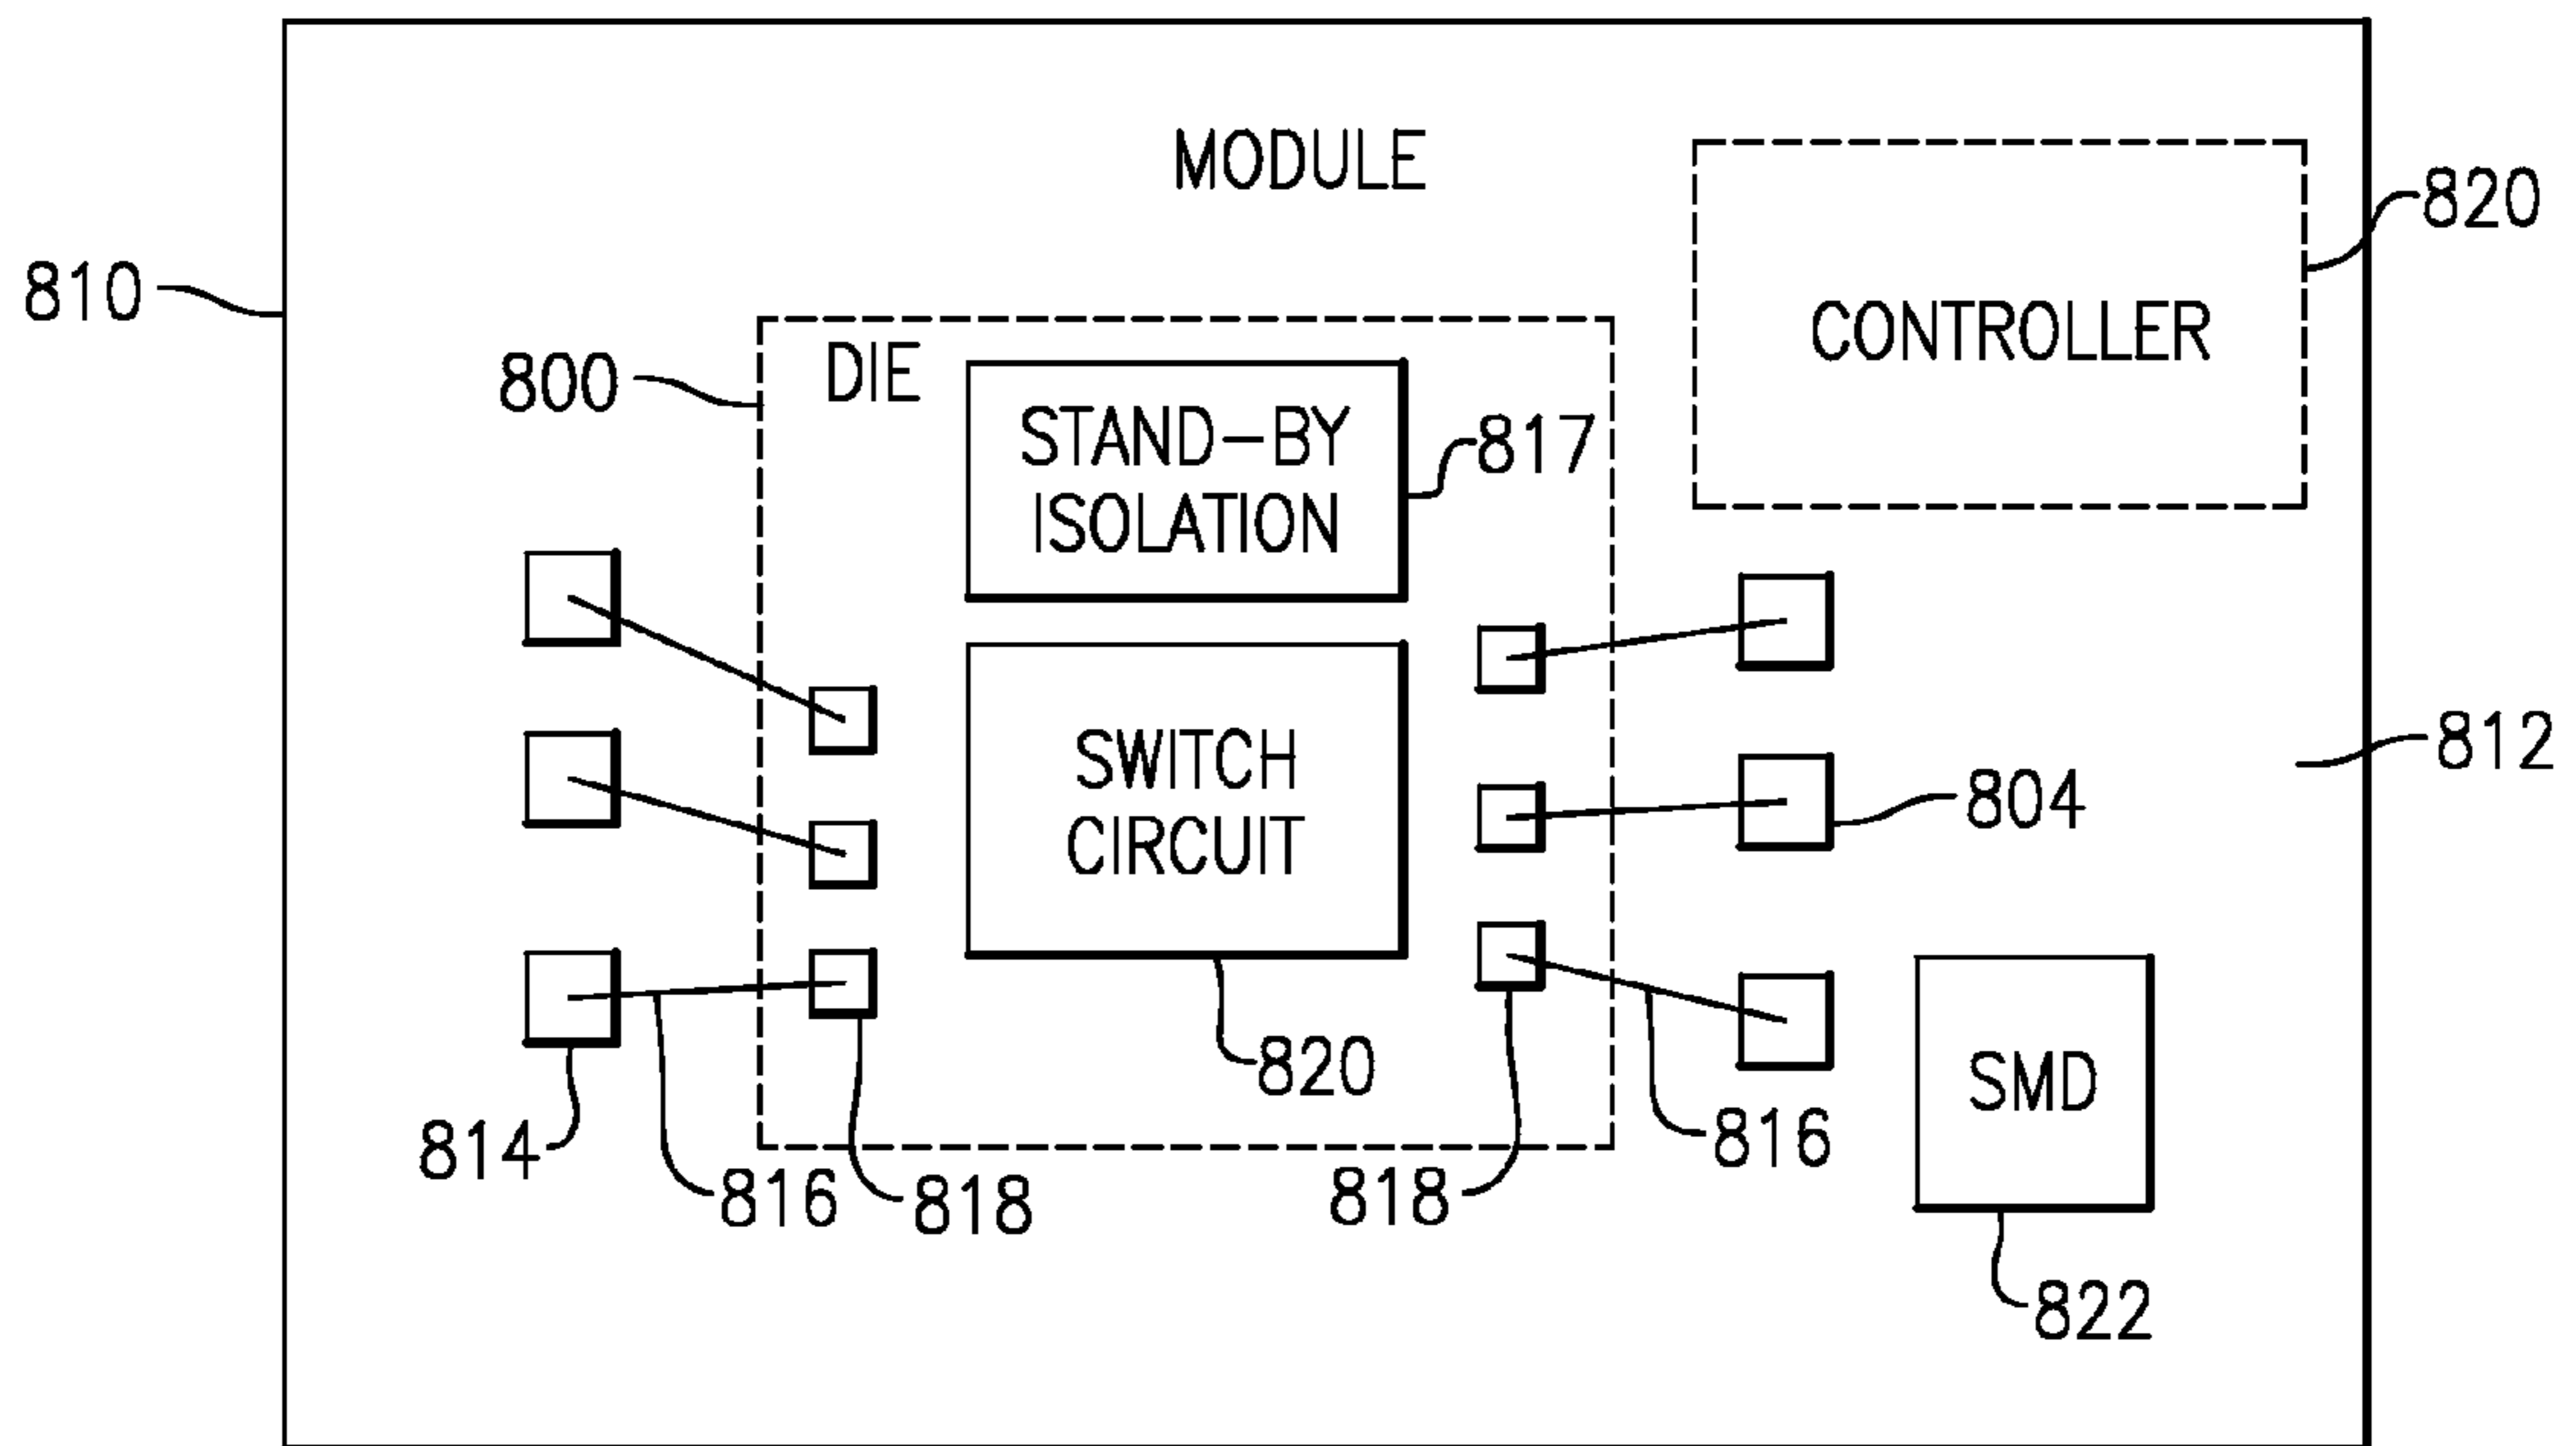 MODULE
820
810
CONTROLLER
800
DIE
STAND-BY
ISOLATION
817
SWITCH
CIRCUIT
812
804
820
SMD
814
816
818
818
816
822